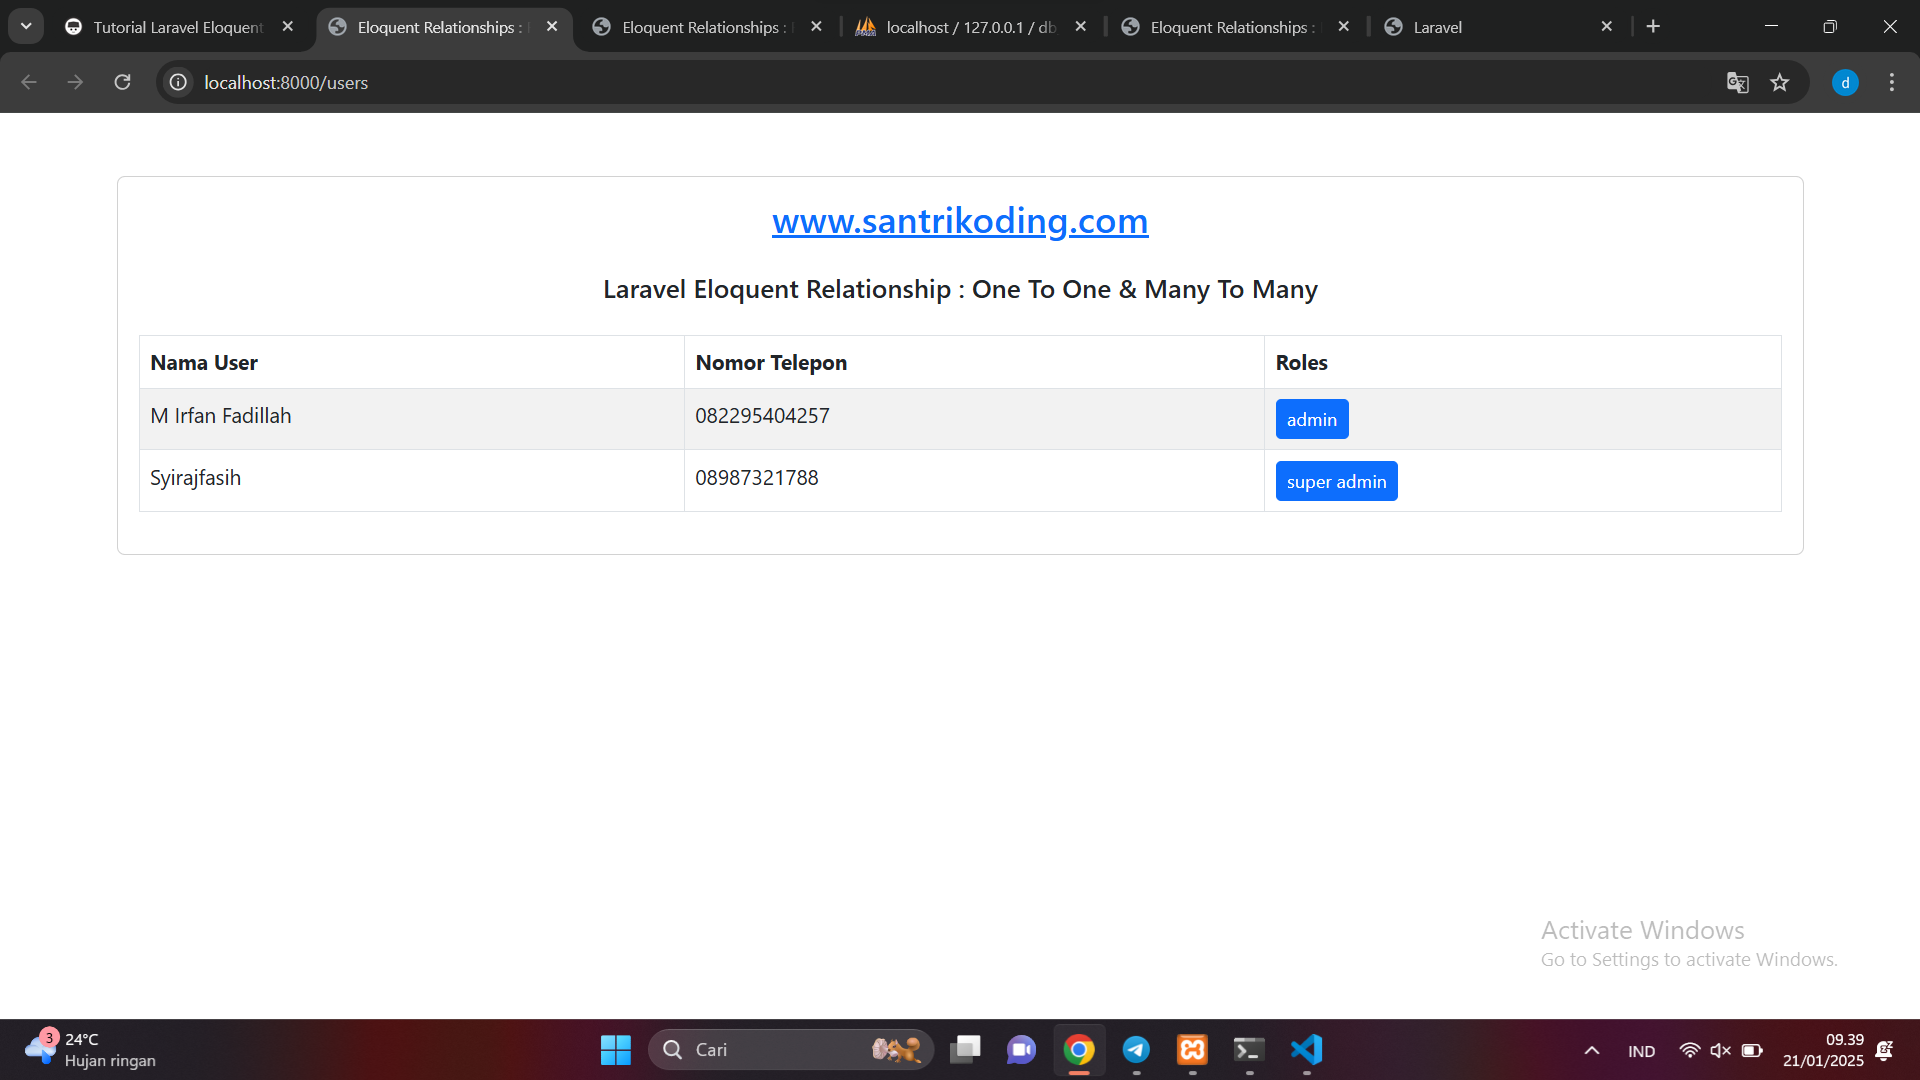 Tutorial Laravel Eloquent
Eloquent Relationships :
Eloquent Relationships :
localhost / 127.0.0.1 / db
Eloquent Relationships :
Laravel
localhost:8000/users
d
www.santrikoding.com
Laravel Eloquent Relationship : One To One & Many To Many
Nama User Nomor Telepon Roles
M Irfan Fadillah 082295404257 admin
Syirajfasih 08987321788 super admin
Activate Windows
Go to Settings to activate Windows.
3
24°C
Hujan ringan
Cari
IND
09.39
21/01/2025